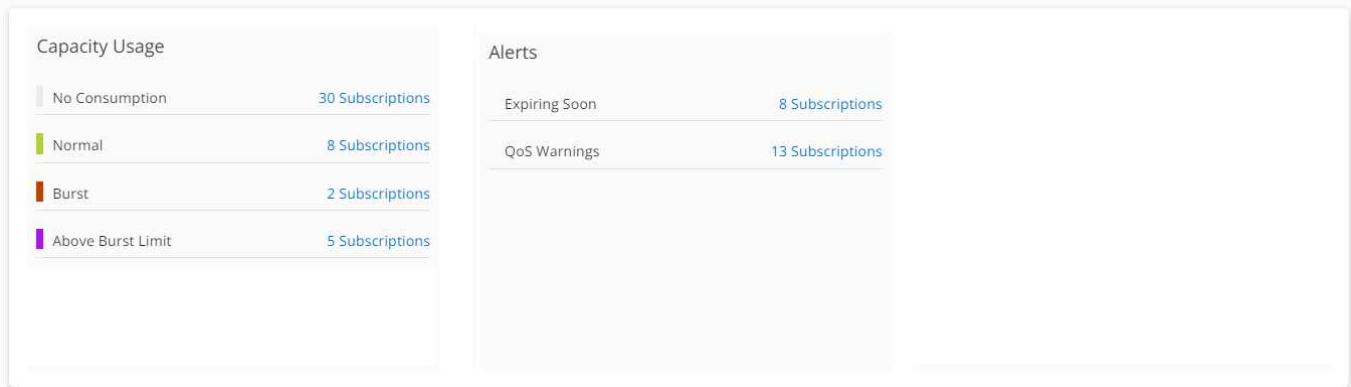 Capacity Usage
No Consumption 30 Subscriptions
Normal 8 Subscriptions
Burst 2 Subscriptions
Above Burst Limit 5 Subscriptions
Alerts
Expiring Soon 8 Subscriptions
QoS Warnings 13 Subscriptions